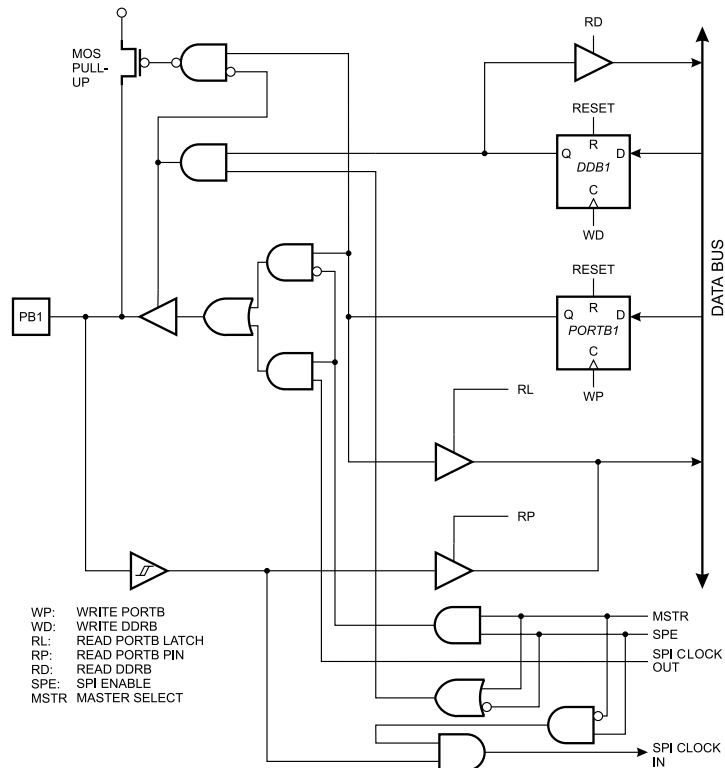 RD
MOS
PULL-
UP
RESET
R
Q
D
DDB1
C
WD
DATA BUS
RESET
R
PB1
Q
D
PORTB1
C
WP
RL
RP
WP: WRITE PORTB
WD: WRITE DDRB
RL: READ PORTB LATCH
RP: READ PORTB PIN
RD: READ DDRB
SPE: SPI ENABLE
MSTR MASTER SELECT
MSTR
SPE
SPI CLOCK
OUT
SPI CLOCK
IN